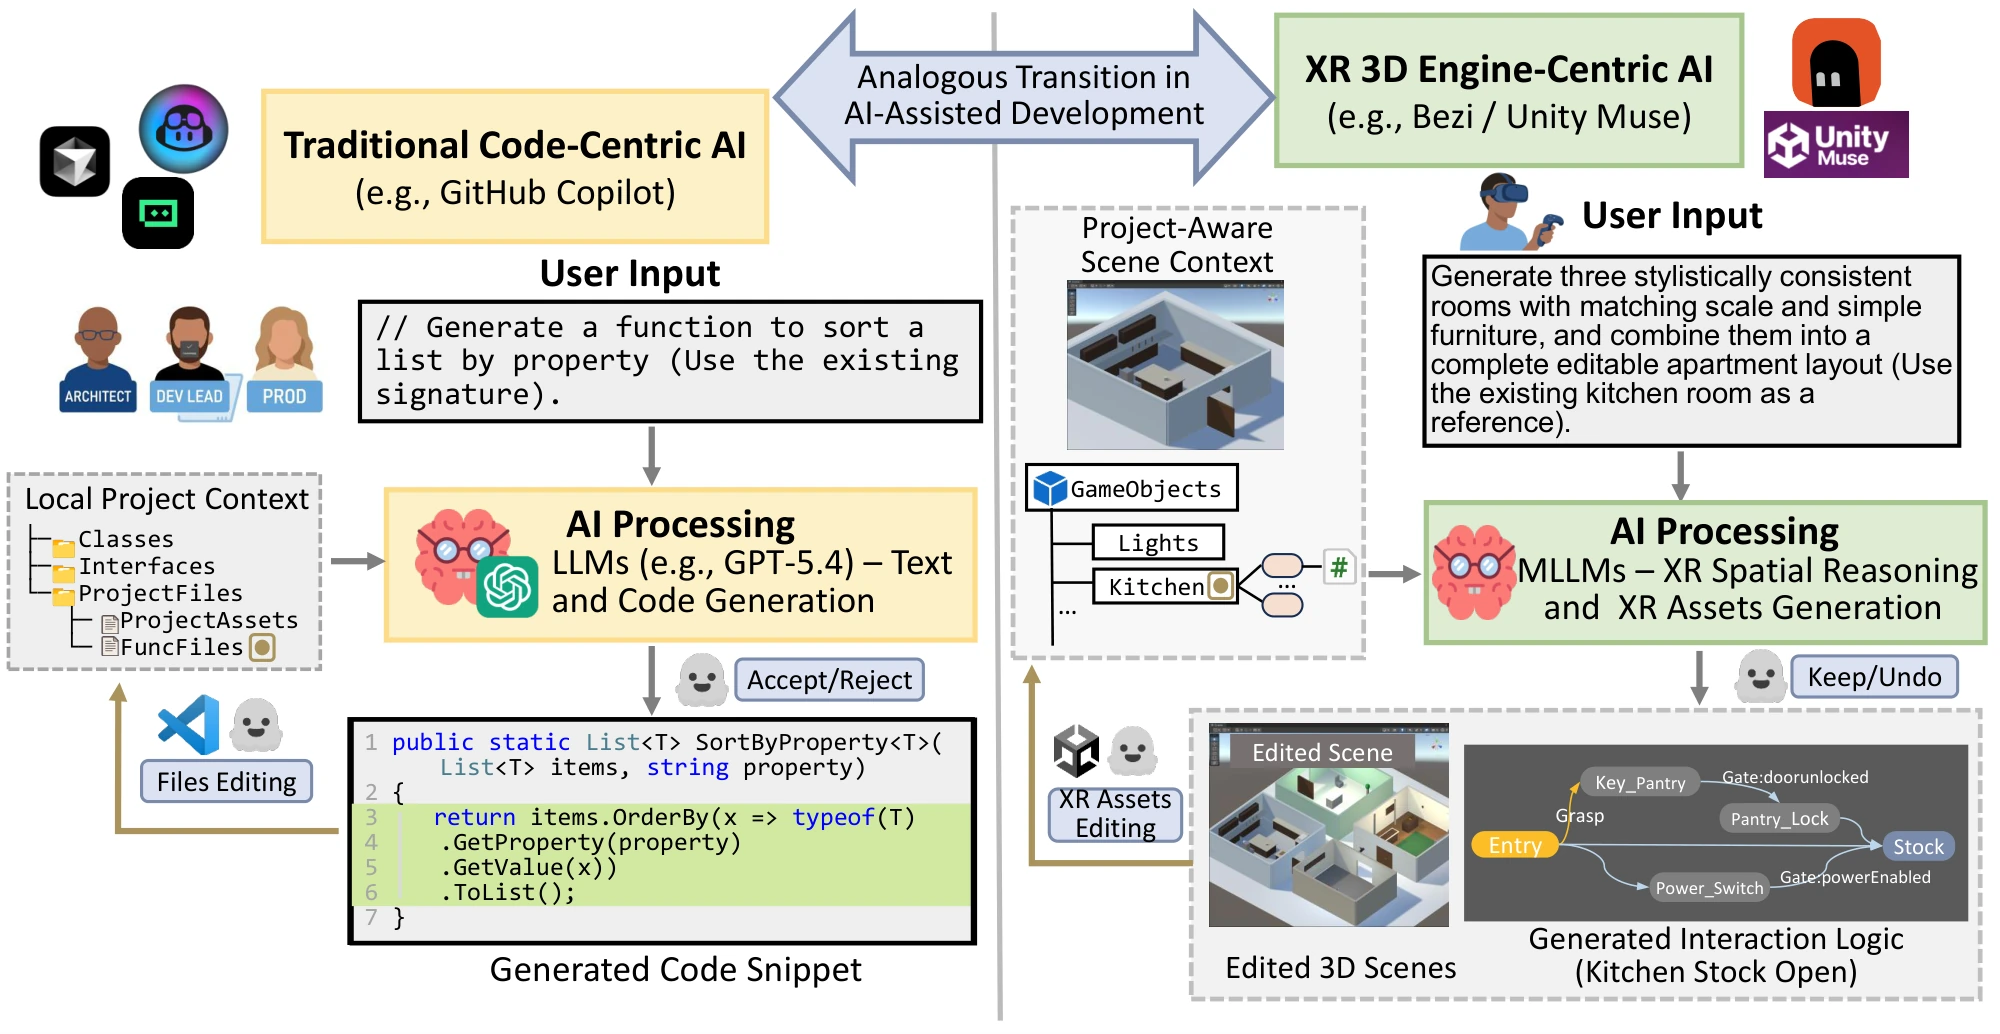 Analogous Transition in
AI-Assisted Development
Traditional Code-Centric AI
(e.g., GitHub Copilot)
User Input
ARCHITECT
DEV LEAD
PROD
// Generate a function to sort a
list by property (Use the existing
signature).
Local Project Context
Classes
Interfaces
ProjectFiles
ProjectAssets
FuncFiles
AI Processing
LLMs (e.g., GPT-5.4) – Text
and Code Generation
Accept/Reject
Files Editing
1 public static List<T> SortByProperty<T>(
List<T> items, string property)
2 {
3 return items.OrderBy(x => typeof(T)
4 .GetProperty(property)
5 .GetValue(x))
6 .ToList();
7 }
Generated Code Snippet
XR 3D Engine-Centric AI
(e.g., Bezi / Unity Muse)
Unity
Muse
Project-Aware
Scene Context
GameObjects
Lights
Kitchen
...
...
#
User Input
Generate three stylistically consistent
rooms with matching scale and simple
furniture, and combine them into a
complete editable apartment layout (Use
the existing kitchen room as a
reference).
AI Processing
MLLMs – XR Spatial Reasoning
and XR Assets Generation
Keep/Undo
XR Assets
Editing
Edited Scene
Edited 3D Scenes
Key_Pantry
Gate:doorunlocked
Grasp
Pantry_Lock
Entry
Stock
Power_Switch
Gate:powerEnabled
Generated Interaction Logic
(Kitchen Stock Open)